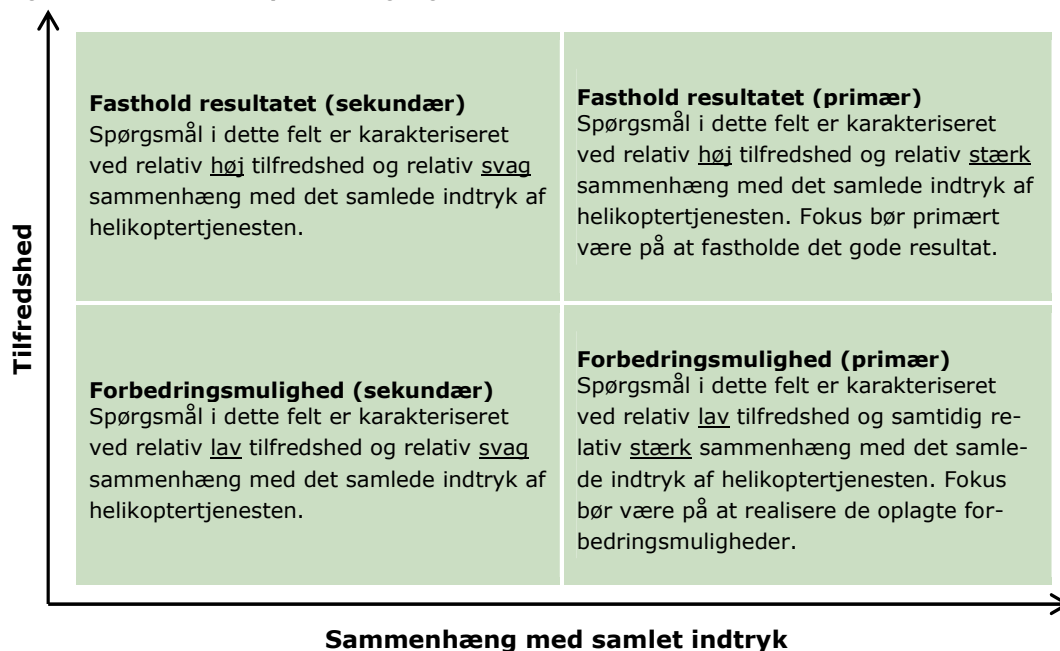 Tilfredshed
Fasthold resultatet (sekundær)
Spørgsmål i dette felt er karakteriseret
ved relativ høj tilfredshed og relativ svag
sammenhæng med det samlede indtryk af
helikoptertjenesten.
Fasthold resultatet (primær)
Spørgsmål i dette felt er karakteriseret
ved relativ høj tilfredshed og relativ stærk
sammenhæng med det samlede indtryk af
helikoptertjenesten. Fokus bør primært
være på at fastholde det gode resultat.
Forbedringsmulighed (sekundær)
Spørgsmål i dette felt er karakteriseret
ved relativ lav tilfredshed og relativ svag
sammenhæng med det samlede indtryk af
helikoptertjenesten.
Forbedringsmulighed (primær)
Spørgsmål i dette felt er karakteriseret
ved relativ lav tilfredshed og samtidig re-
lativ stærk sammenhæng med det samle-
de indtryk af helikoptertjenesten. Fokus
bør være på at realisere de oplagte for-
bedringsmuligheder.
Sammenhæng med samlet indtryk